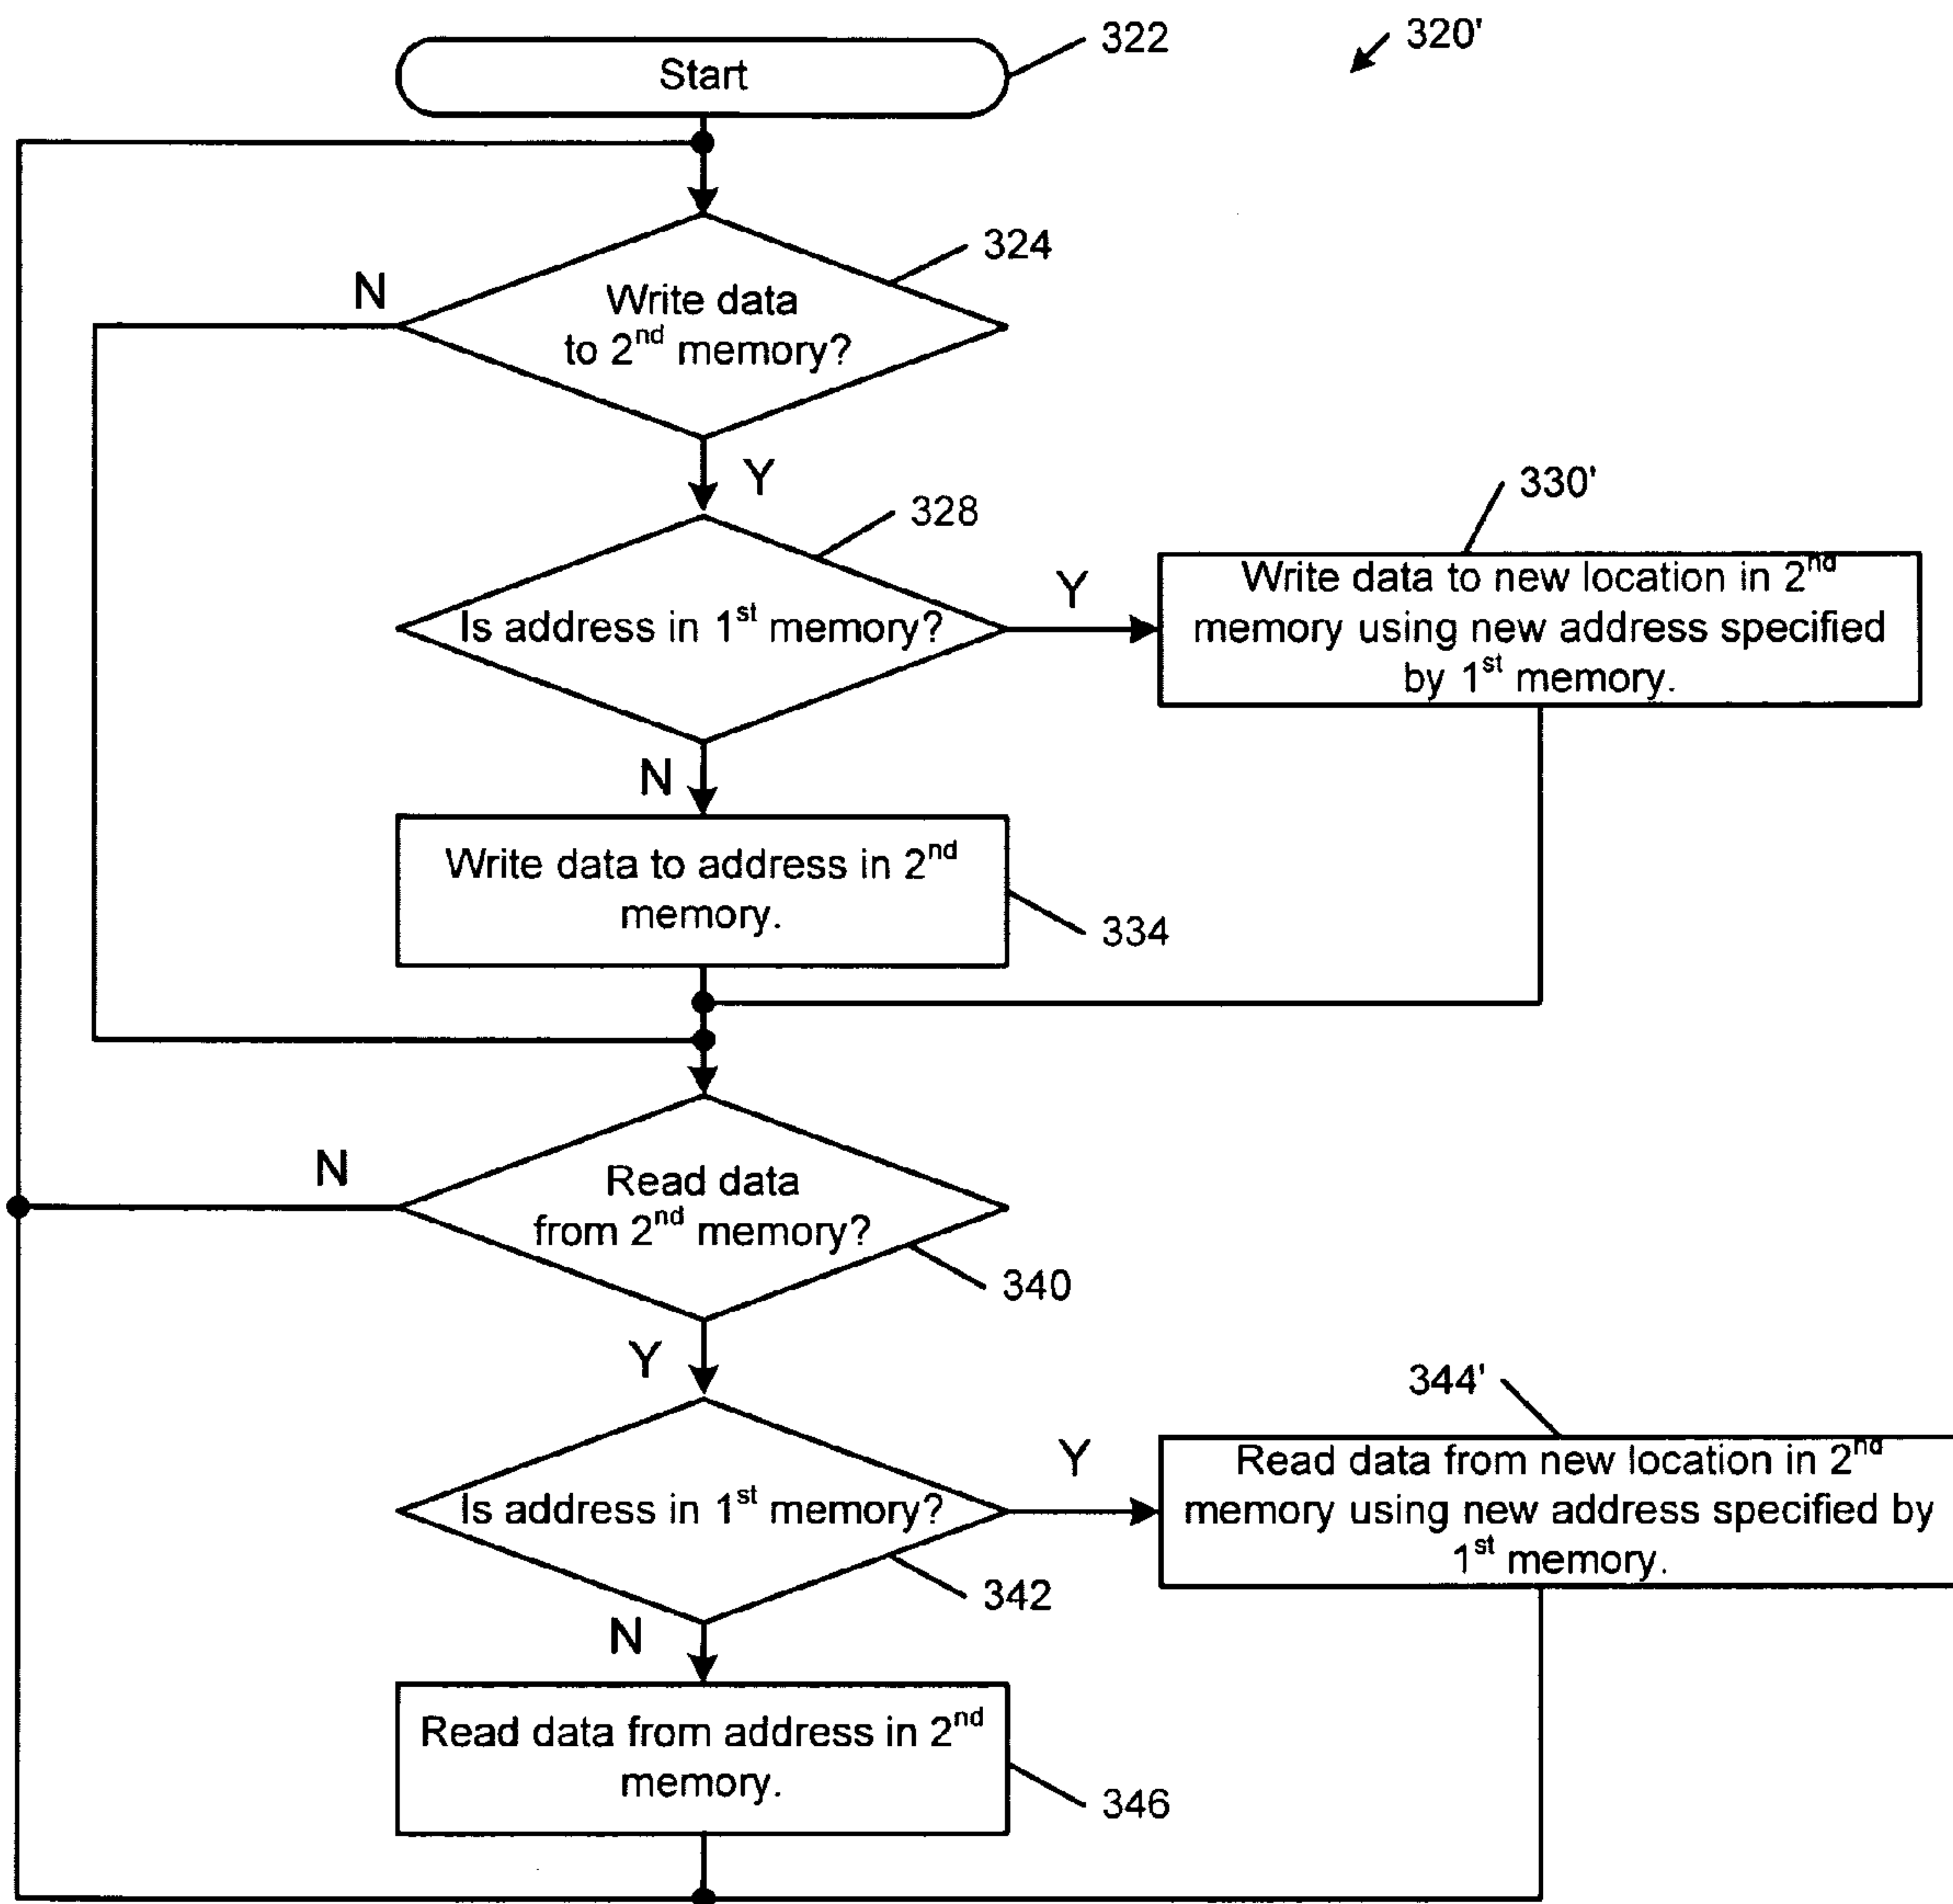 320'
322
Start
324
N
Write data
to 2nd memory?
Y
328
330'
Is address in 1st memory?
Y
Write data to new location in 2nd
memory using new address specified
by 1st memory.
N
Write data to address in 2nd
memory.
334
N
Read data
from 2nd memory?
340
Y
344'
Is address in 1st memory?
Y
Read data from new location in 2nd
memory using new address specified by
1st memory.
342
N
Read data from address in 2nd
memory.
346